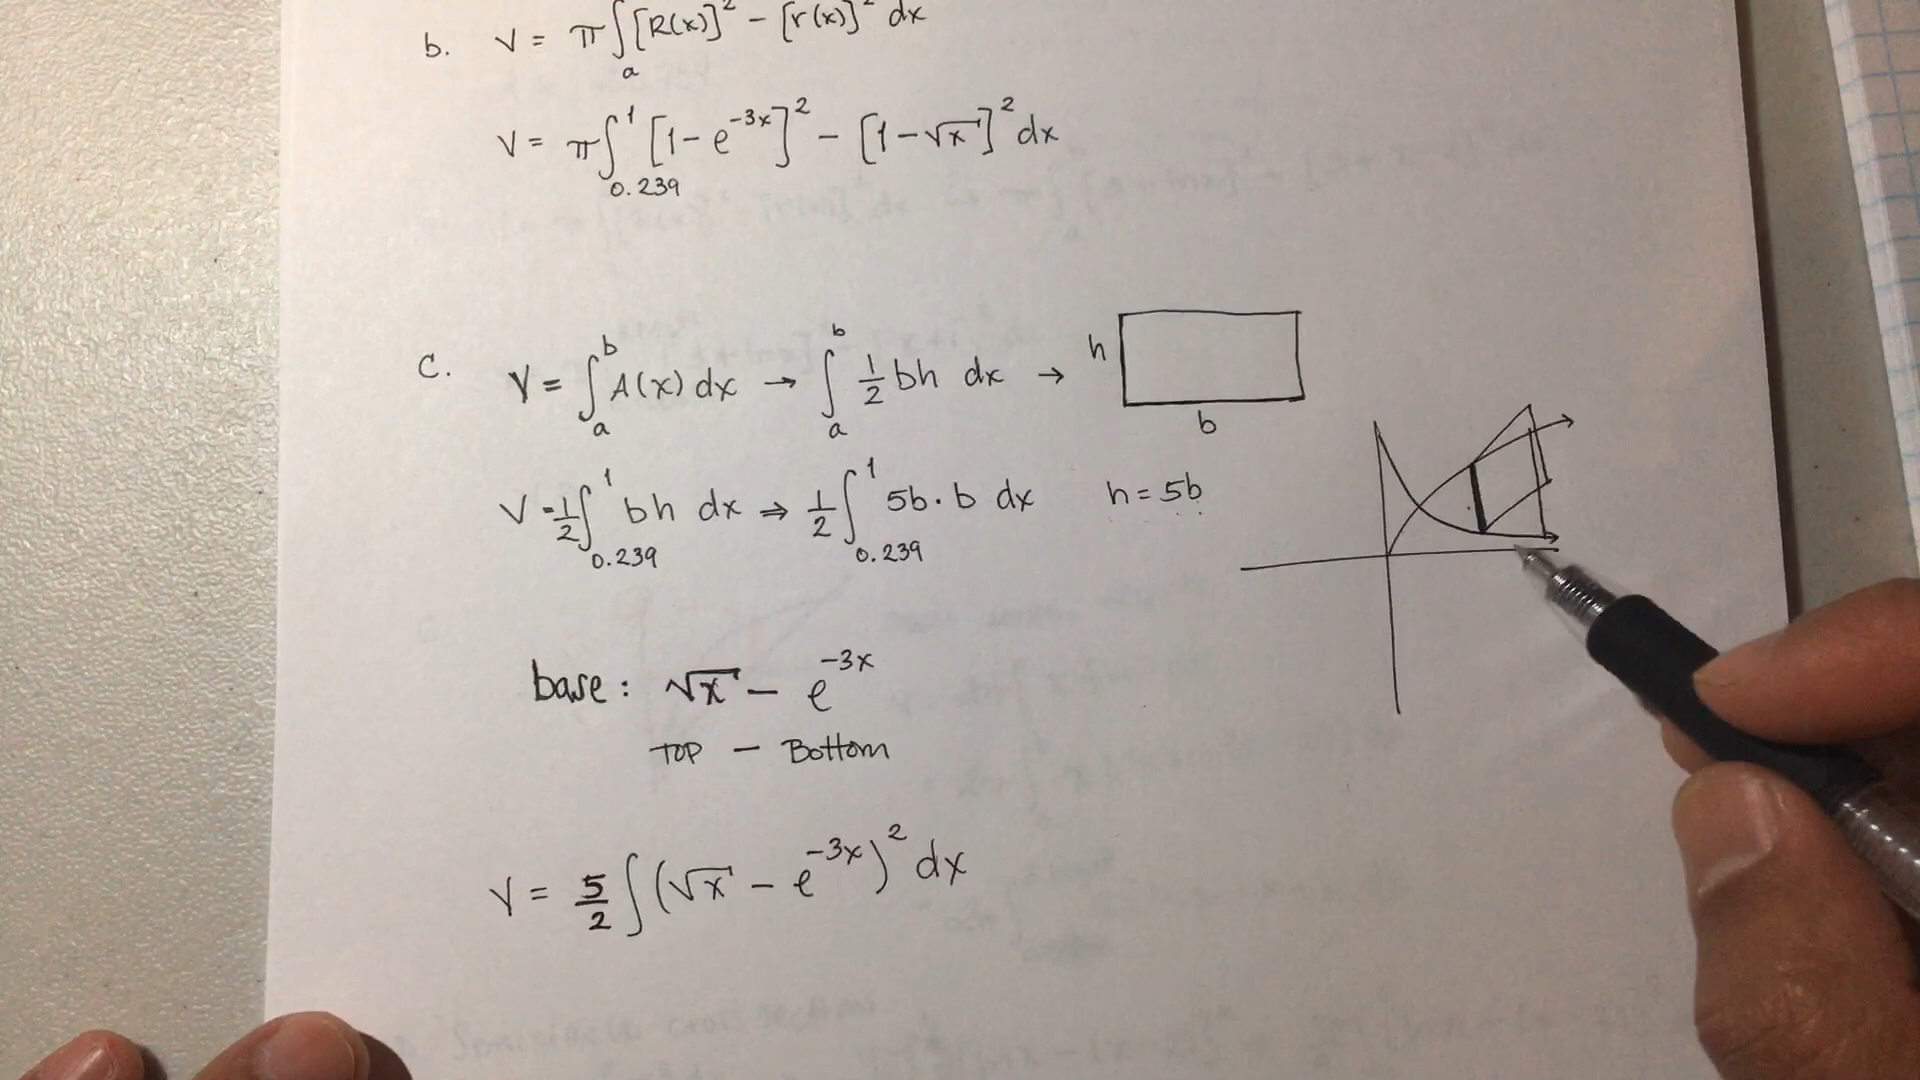 b. V = π∫ₐ [R(x)]² - [r(x)]² dx
V = π∫₀.₂₃₉¹ [1 - e⁻³ˣ]² - [1 - √x]² dx
c. V = ∫ₐᵇ A(x) dx → ∫ₐᵇ 1/2 bh dx →
h
b
V = 1/2 ∫₀.₂₃₉¹ bh dx ⇒ 1/2 ∫₀.₂₃₉¹ 5b · b dx h = 5b
base: √x - e⁻³ˣ
TOP - Bottom
V = 5/2 ∫(√x - e⁻³ˣ)² dx